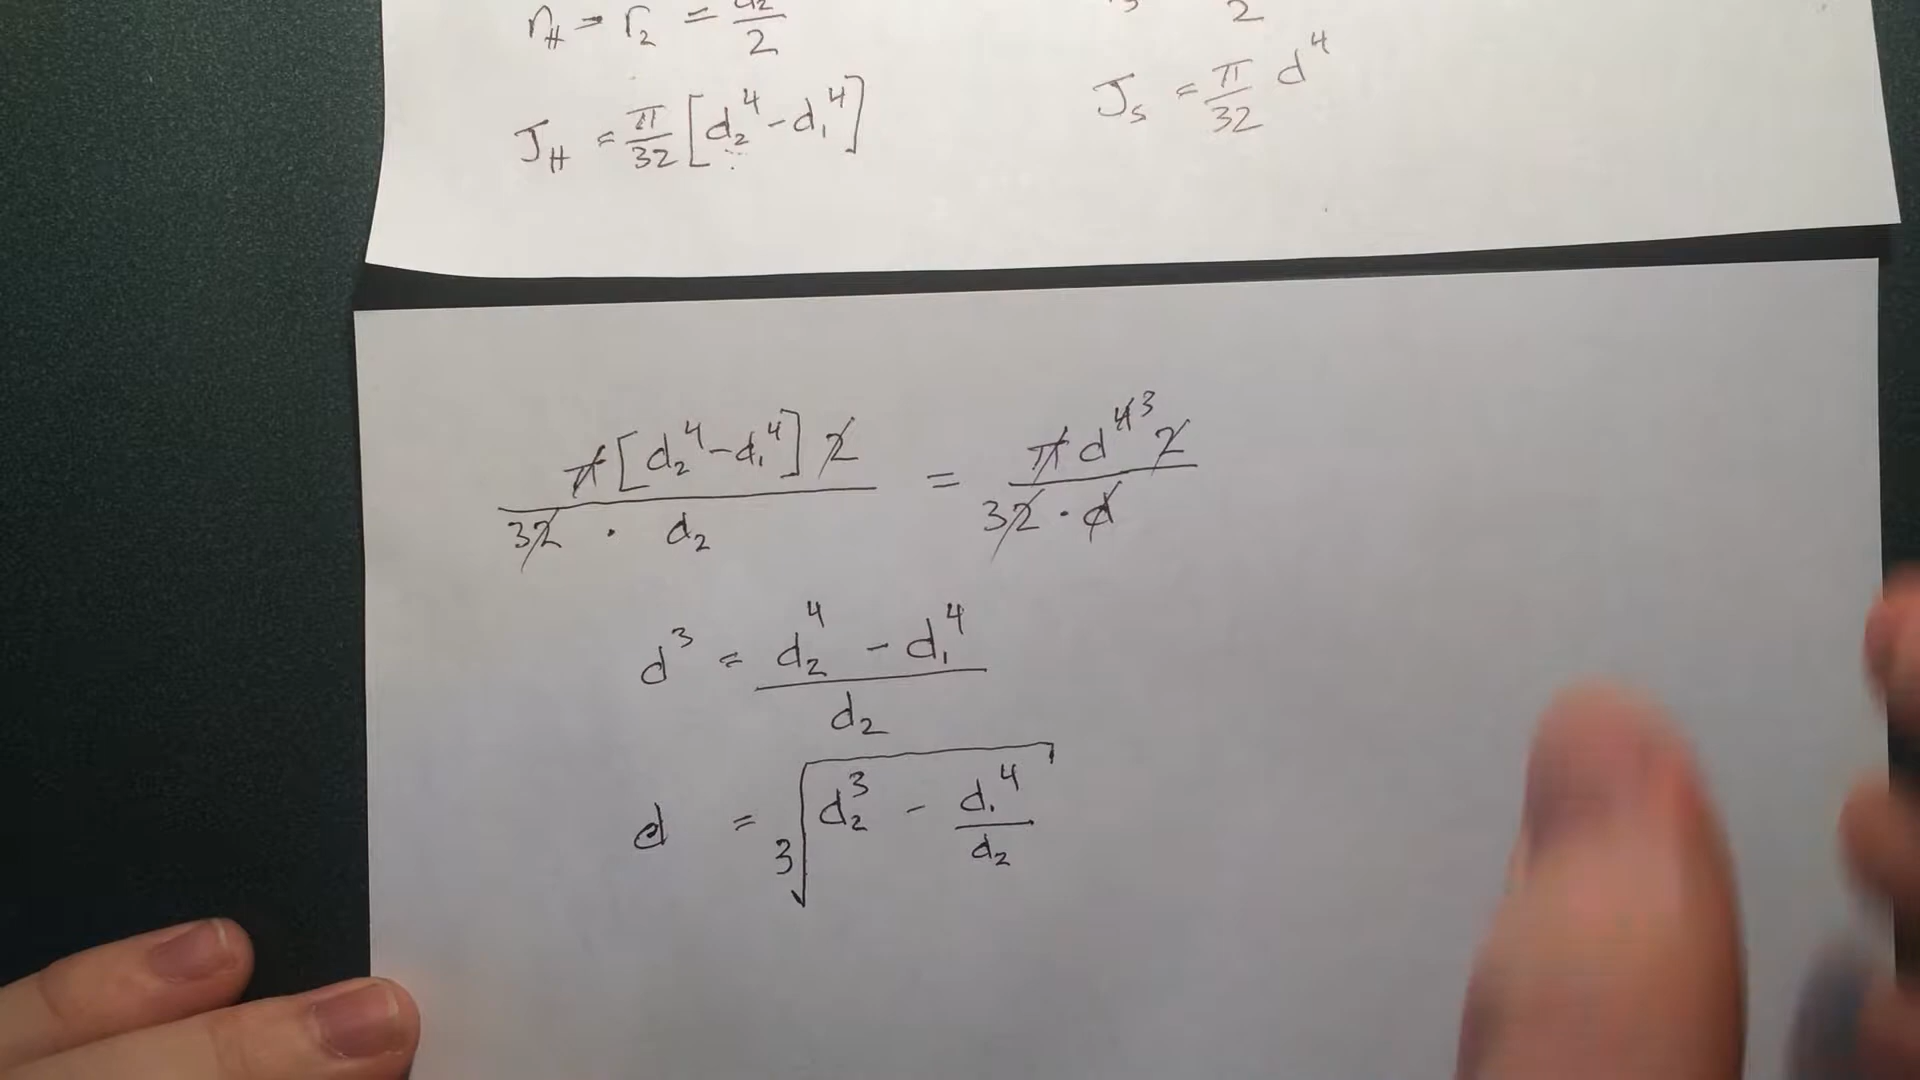 r_H = r_2 = d_2/2
2
J_H = π/32 [d_2^4 - d_1^4]
J_S = π/32 d^4
π[d_2^4 - d_1^4] 2 / 32 · d_2 = π d^4 3 2 / 32 · d
d^3 = d_2^4 - d_1^4 / d_2
d = ∛(d_2^3 - d_1^4/d_2)